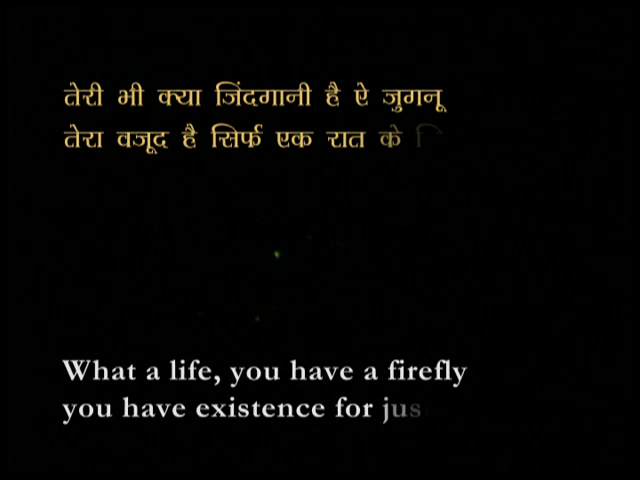 तेरी भी क्या जिंदगानी है ऐ जुगनू
तेरा वजूद है सिर्फ एक रात के
What a life, you have a firefly
you have existence for jus